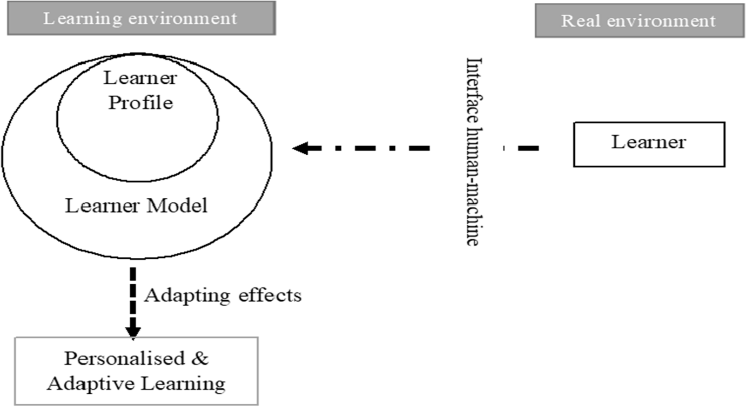 Learning environment
Real environment
Learner
Profile
Learner Model
Interface human-machine
Learner
Adapting effects
Personalised &
Adaptive Learning